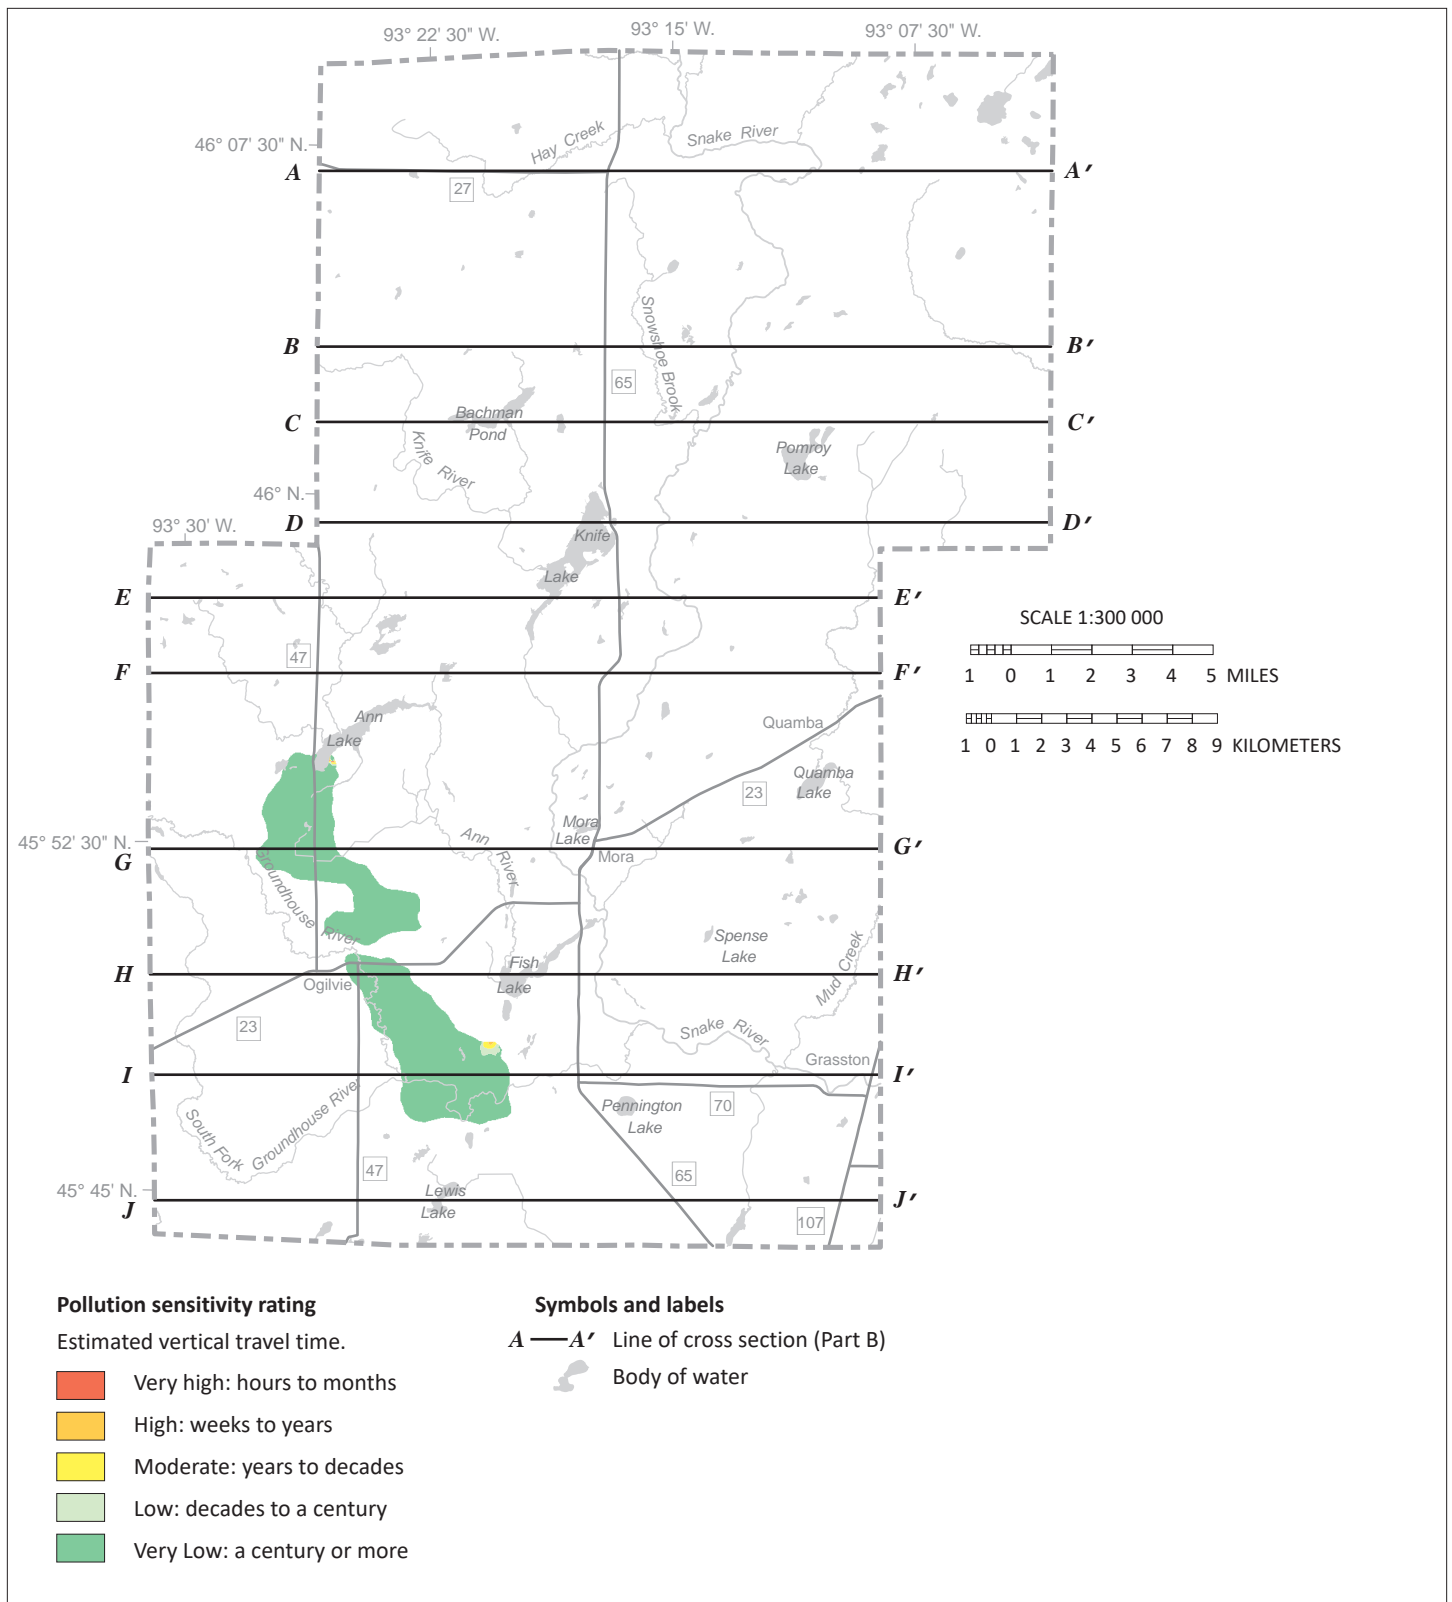 93° 22' 30" W.
93° 15' W.
93° 07' 30" W.
46° 07' 30" N.
Hay Creek
Snake River
A
A'
27
Snowshoe Brook
B
B'
65
Bachman
Pond
C
C'
Knife River
Pomroy
Lake
46° N.
93° 30' W.
D
D'
Knife
Lake
E
E'
SCALE 1:300 000
1 0 1 2 3 4 5 MILES
1 0 1 2 3 4 5 6 7 8 9 KILOMETERS
47
F
F'
Ann
Lake
Quamba
Quamba
Lake
23
Mora
Lake
45° 52' 30" N.
G
G'
Mora
Ann River
Groundhouse River
Spense
Lake
Mud Creek
Fish
Lake
H
H'
Ogilvie
23
Snake River
Grasston
I
I'
South Fork Groundhouse River
Pennington
Lake
70
47
65
45° 45' N.
Lewis
Lake
J
J'
107
Pollution sensitivity rating
Estimated vertical travel time.
Very high: hours to months
High: weeks to years
Moderate: years to decades
Low: decades to a century
Very Low: a century or more
Symbols and labels
A A' Line of cross section (Part B)
Body of water